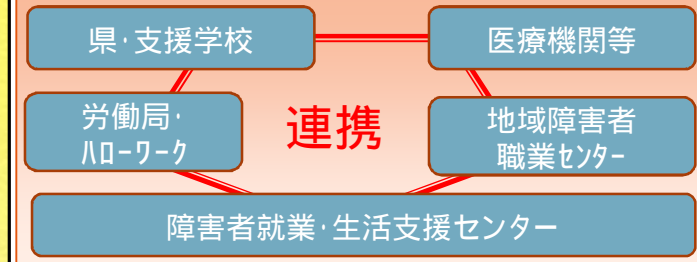 県・支援学校
医療機関等
労働局・
ﾊﾛｰﾜｰｸ
連携
地域障害者
職業ｾﾝﾀｰ
障害者就業・生活支援センター